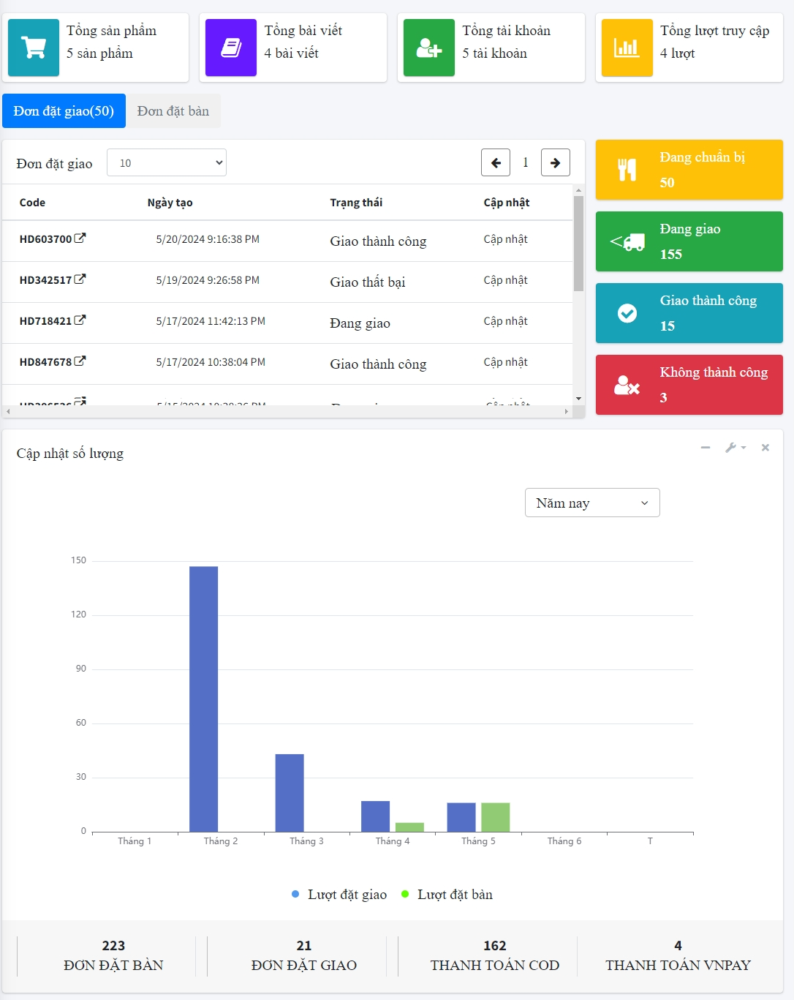 Tổng sản phẩm
5 sản phẩm
Tổng bài viết
4 bài viết
Tổng tài khoản
5 tài khoản
Tổng lượt truy cập
4 lượt
Đơn đặt giao(50)
Đơn đặt bàn
Đơn đặt giao
10
1
Code Ngày tạo Trạng thái Cập nhật
HD603700 5/20/2024 9:16:38 PM Giao thành công Cập nhật
HD342517 5/19/2024 9:26:58 PM Giao thất bại Cập nhật
HD718421 5/17/2024 11:42:13 PM Đang giao Cập nhật
HD847678 5/17/2024 10:38:04 PM Giao thành công Cập nhật
Đang chuẩn bị
50
Đang giao
<
155
Giao thành công
15
Không thành công
3
Cập nhật số lượng
Năm nay
150
120
90
60
30
0
Tháng 1 Tháng 2 Tháng 3 Tháng 4 Tháng 5 Tháng 6 T
Lượt đặt giao Lượt đặt bàn
223
ĐƠN ĐẶT BÀN
21
ĐƠN ĐẶT GIAO
162
THANH TOÁN COD
4
THANH TOÁN VNPAY